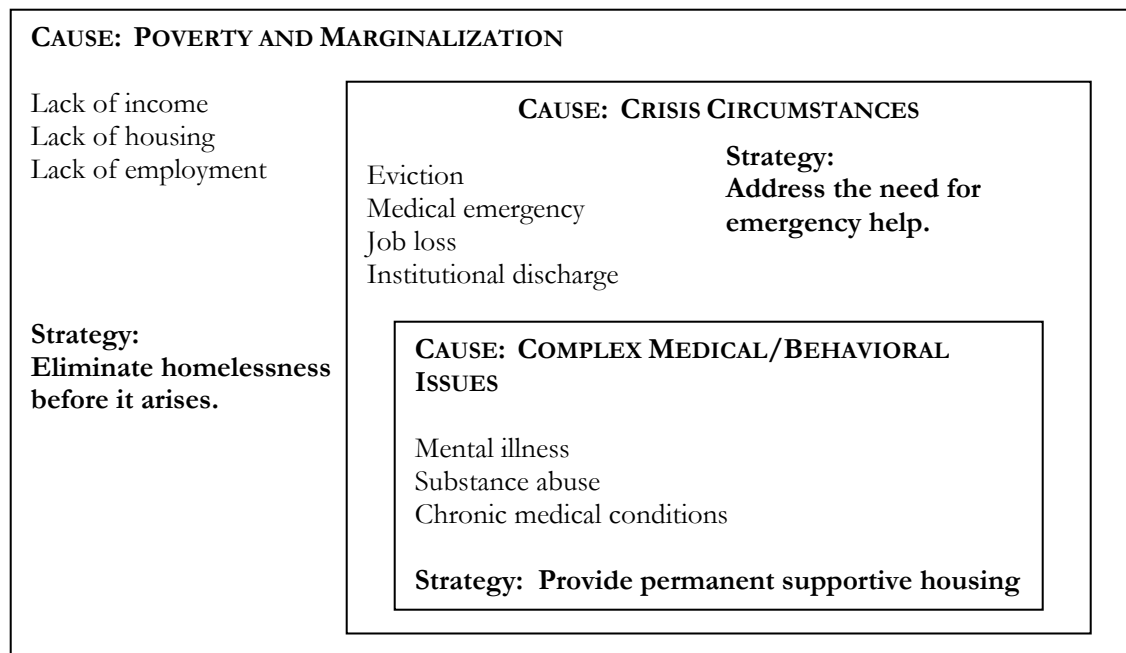 CAUSE: POVERTY AND MARGINALIZATION
Lack of income
Lack of housing
Lack of employment
Strategy:
Eliminate homelessness
before it arises.
CAUSE: CRISIS CIRCUMSTANCES
Eviction
Medical emergency
Job loss
Institutional discharge
Strategy:
Address the need for
emergency help.
CAUSE: COMPLEX MEDICAL/BEHAVIORAL
ISSUES
Mental illness
Substance abuse
Chronic medical conditions
Strategy: Provide permanent supportive housing